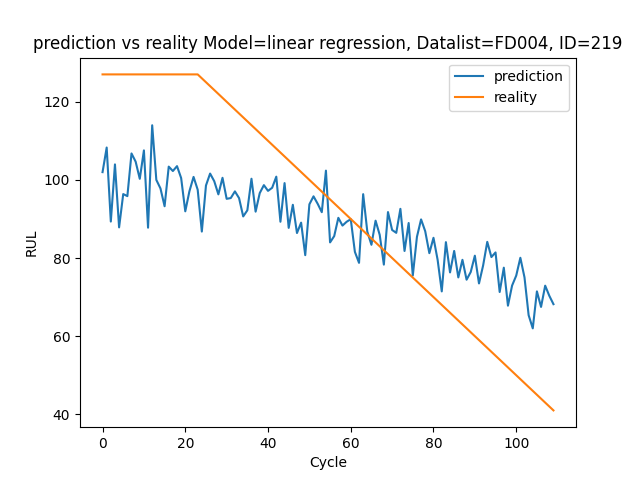 prediction vs reality Model=linear regression, Datalist=FD004, ID=219
prediction
reality
RUL
120
100
80
60
40
0 20 40 60 80 100
Cycle